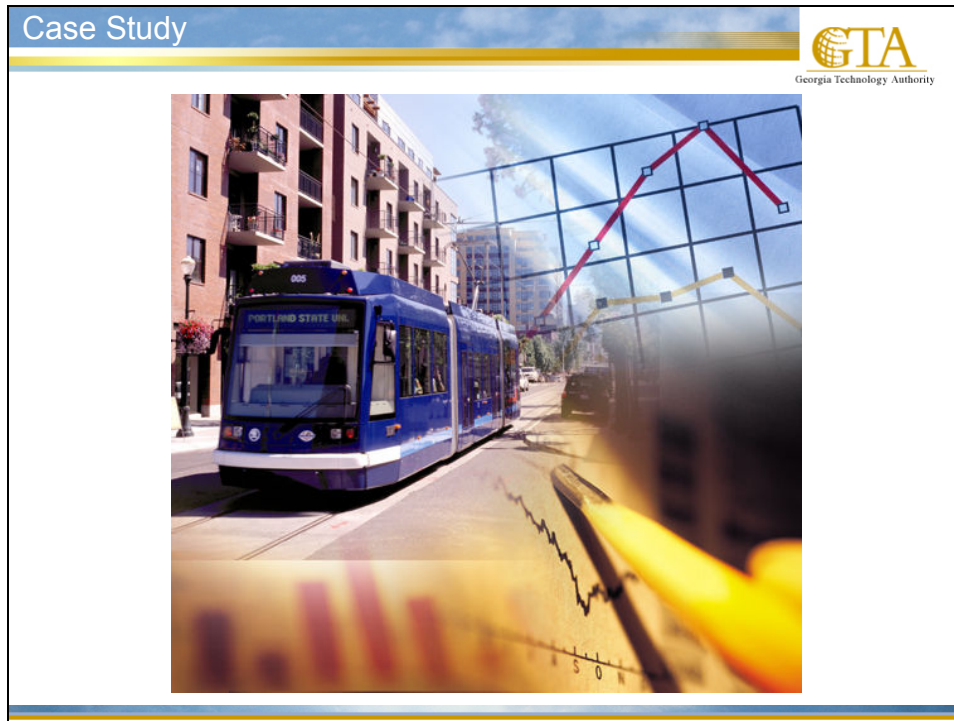 Case Study
GTA
Georgia Technology Authority
005
PORTLAND STATE UNI.
A S O N